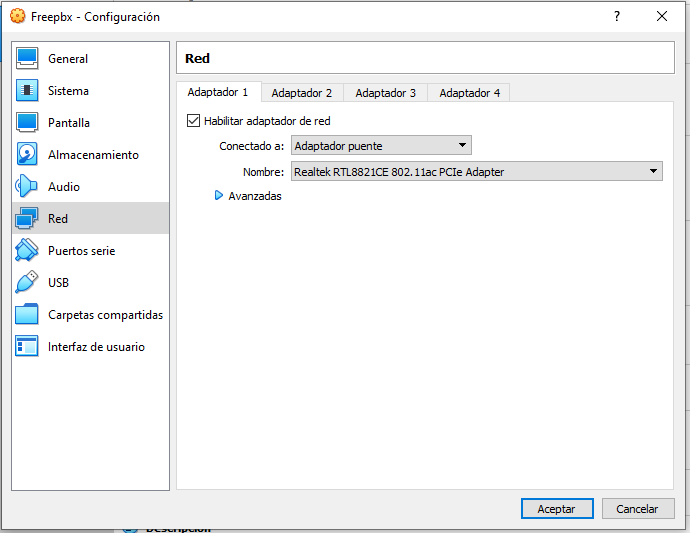 Freepbx - Configuración
?
General
Sistema
Pantalla
Almacenamiento
Audio
Red
Puertos serie
USB
Carpetas compartidas
Interfaz de usuario
Red
Adaptador 1 Adaptador 2 Adaptador 3 Adaptador 4
Habilitar adaptador de red
Conectado a: Adaptador puente
Nombre: Realtek RTL8821CE 802.11ac PCIe Adapter
Avanzadas
Aceptar Cancelar
Descripción